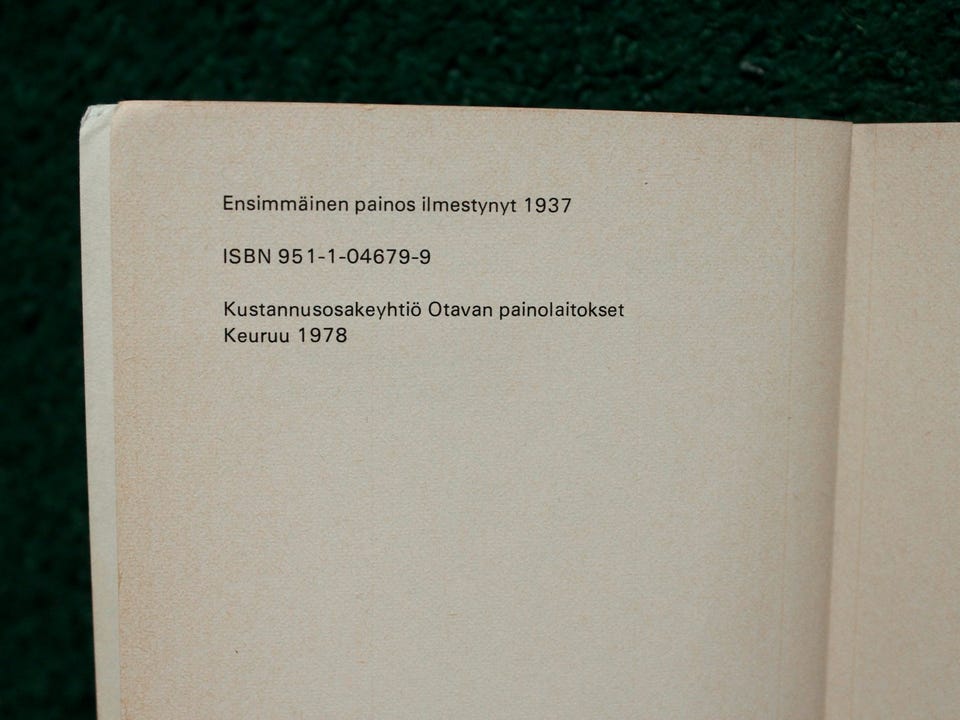 Ensimmäinen painos ilmestynyt 1937
ISBN 951-1-04679-9
Kustannusosakeyhtiö Otavan painolaitokset
Keuruu 1978